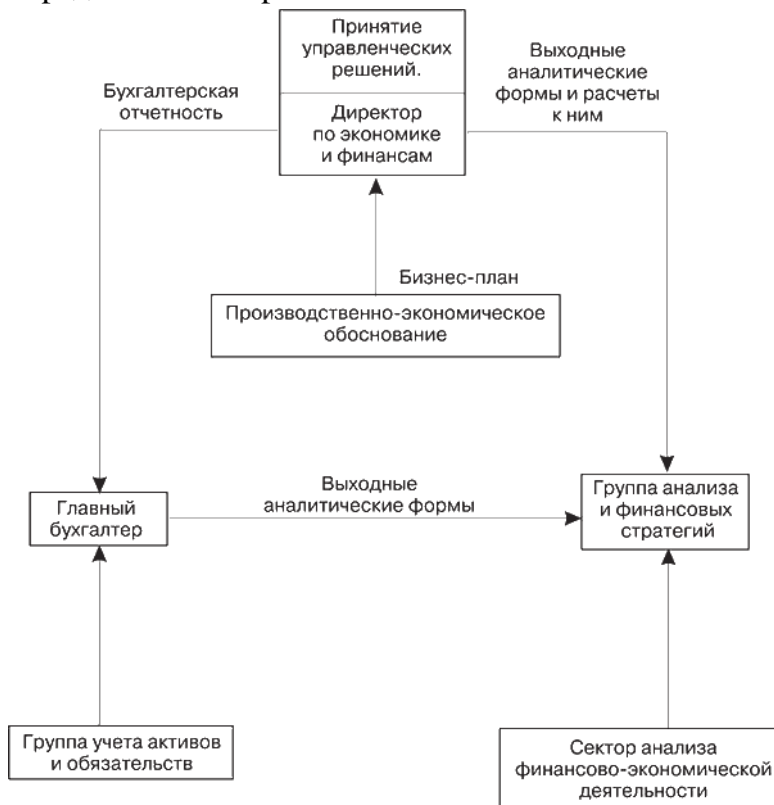 Принятие
управленческих
решений.
Директор
по экономике
и финансам
Бухгалтерская
отчетность
Выходные
аналитические
формы и расчеты
к ним
Бизнес-план
Производственно-экономическое
обоснование
Главный
бухгалтер
Выходные
аналитические формы
Группа анализа
и финансовых
стратегий
Группа учета активов
и обязательств
Сектор анализа
финансово-экономической
деятельности